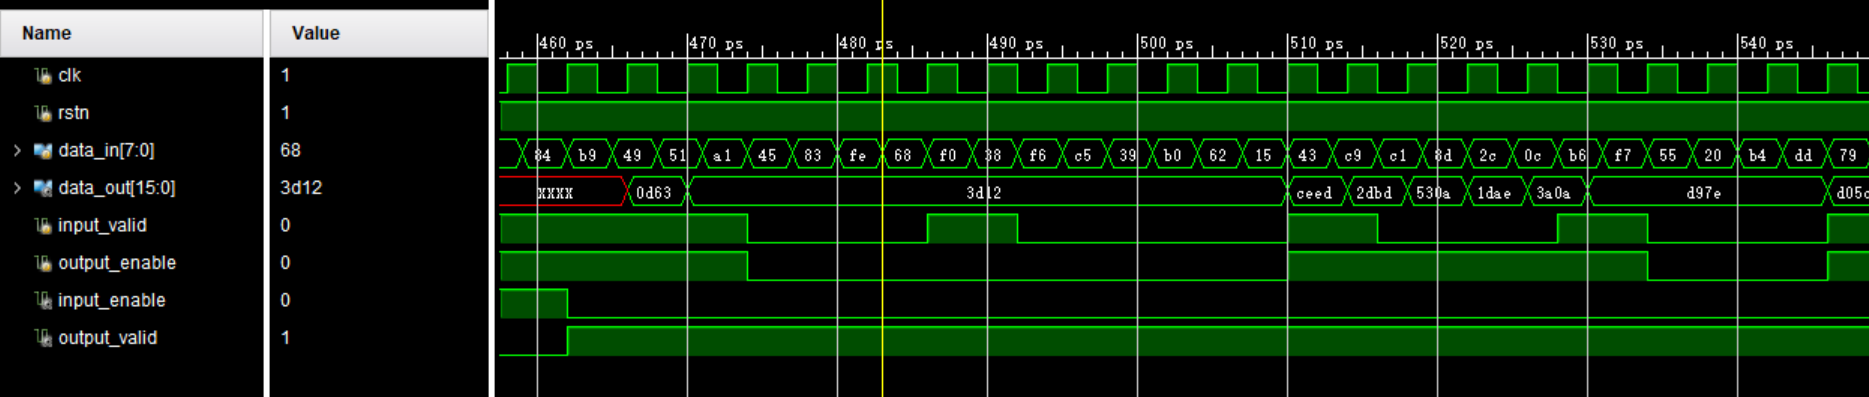 Name Value 460 ps 470 ps 480 ps 490 ps 500 ps 510 ps 520 ps 530 ps 540 ps
clk 1
rstn 1
data_in[7:0] 68 84 b9 49 51 a1 45 83 fe 68 f0 38 f6 c5 39 b0 62 15 43 c9 c1 8d 2c 0c b6 f7 55 20 b4 dd 79
data_out[15:0] 3d12 XXXX 0d63 3d12 ceed 2dbd 530a 1dae 3a0a d97e d05c
input_valid 0
output_enable 0
input_enable 0
output_valid 1